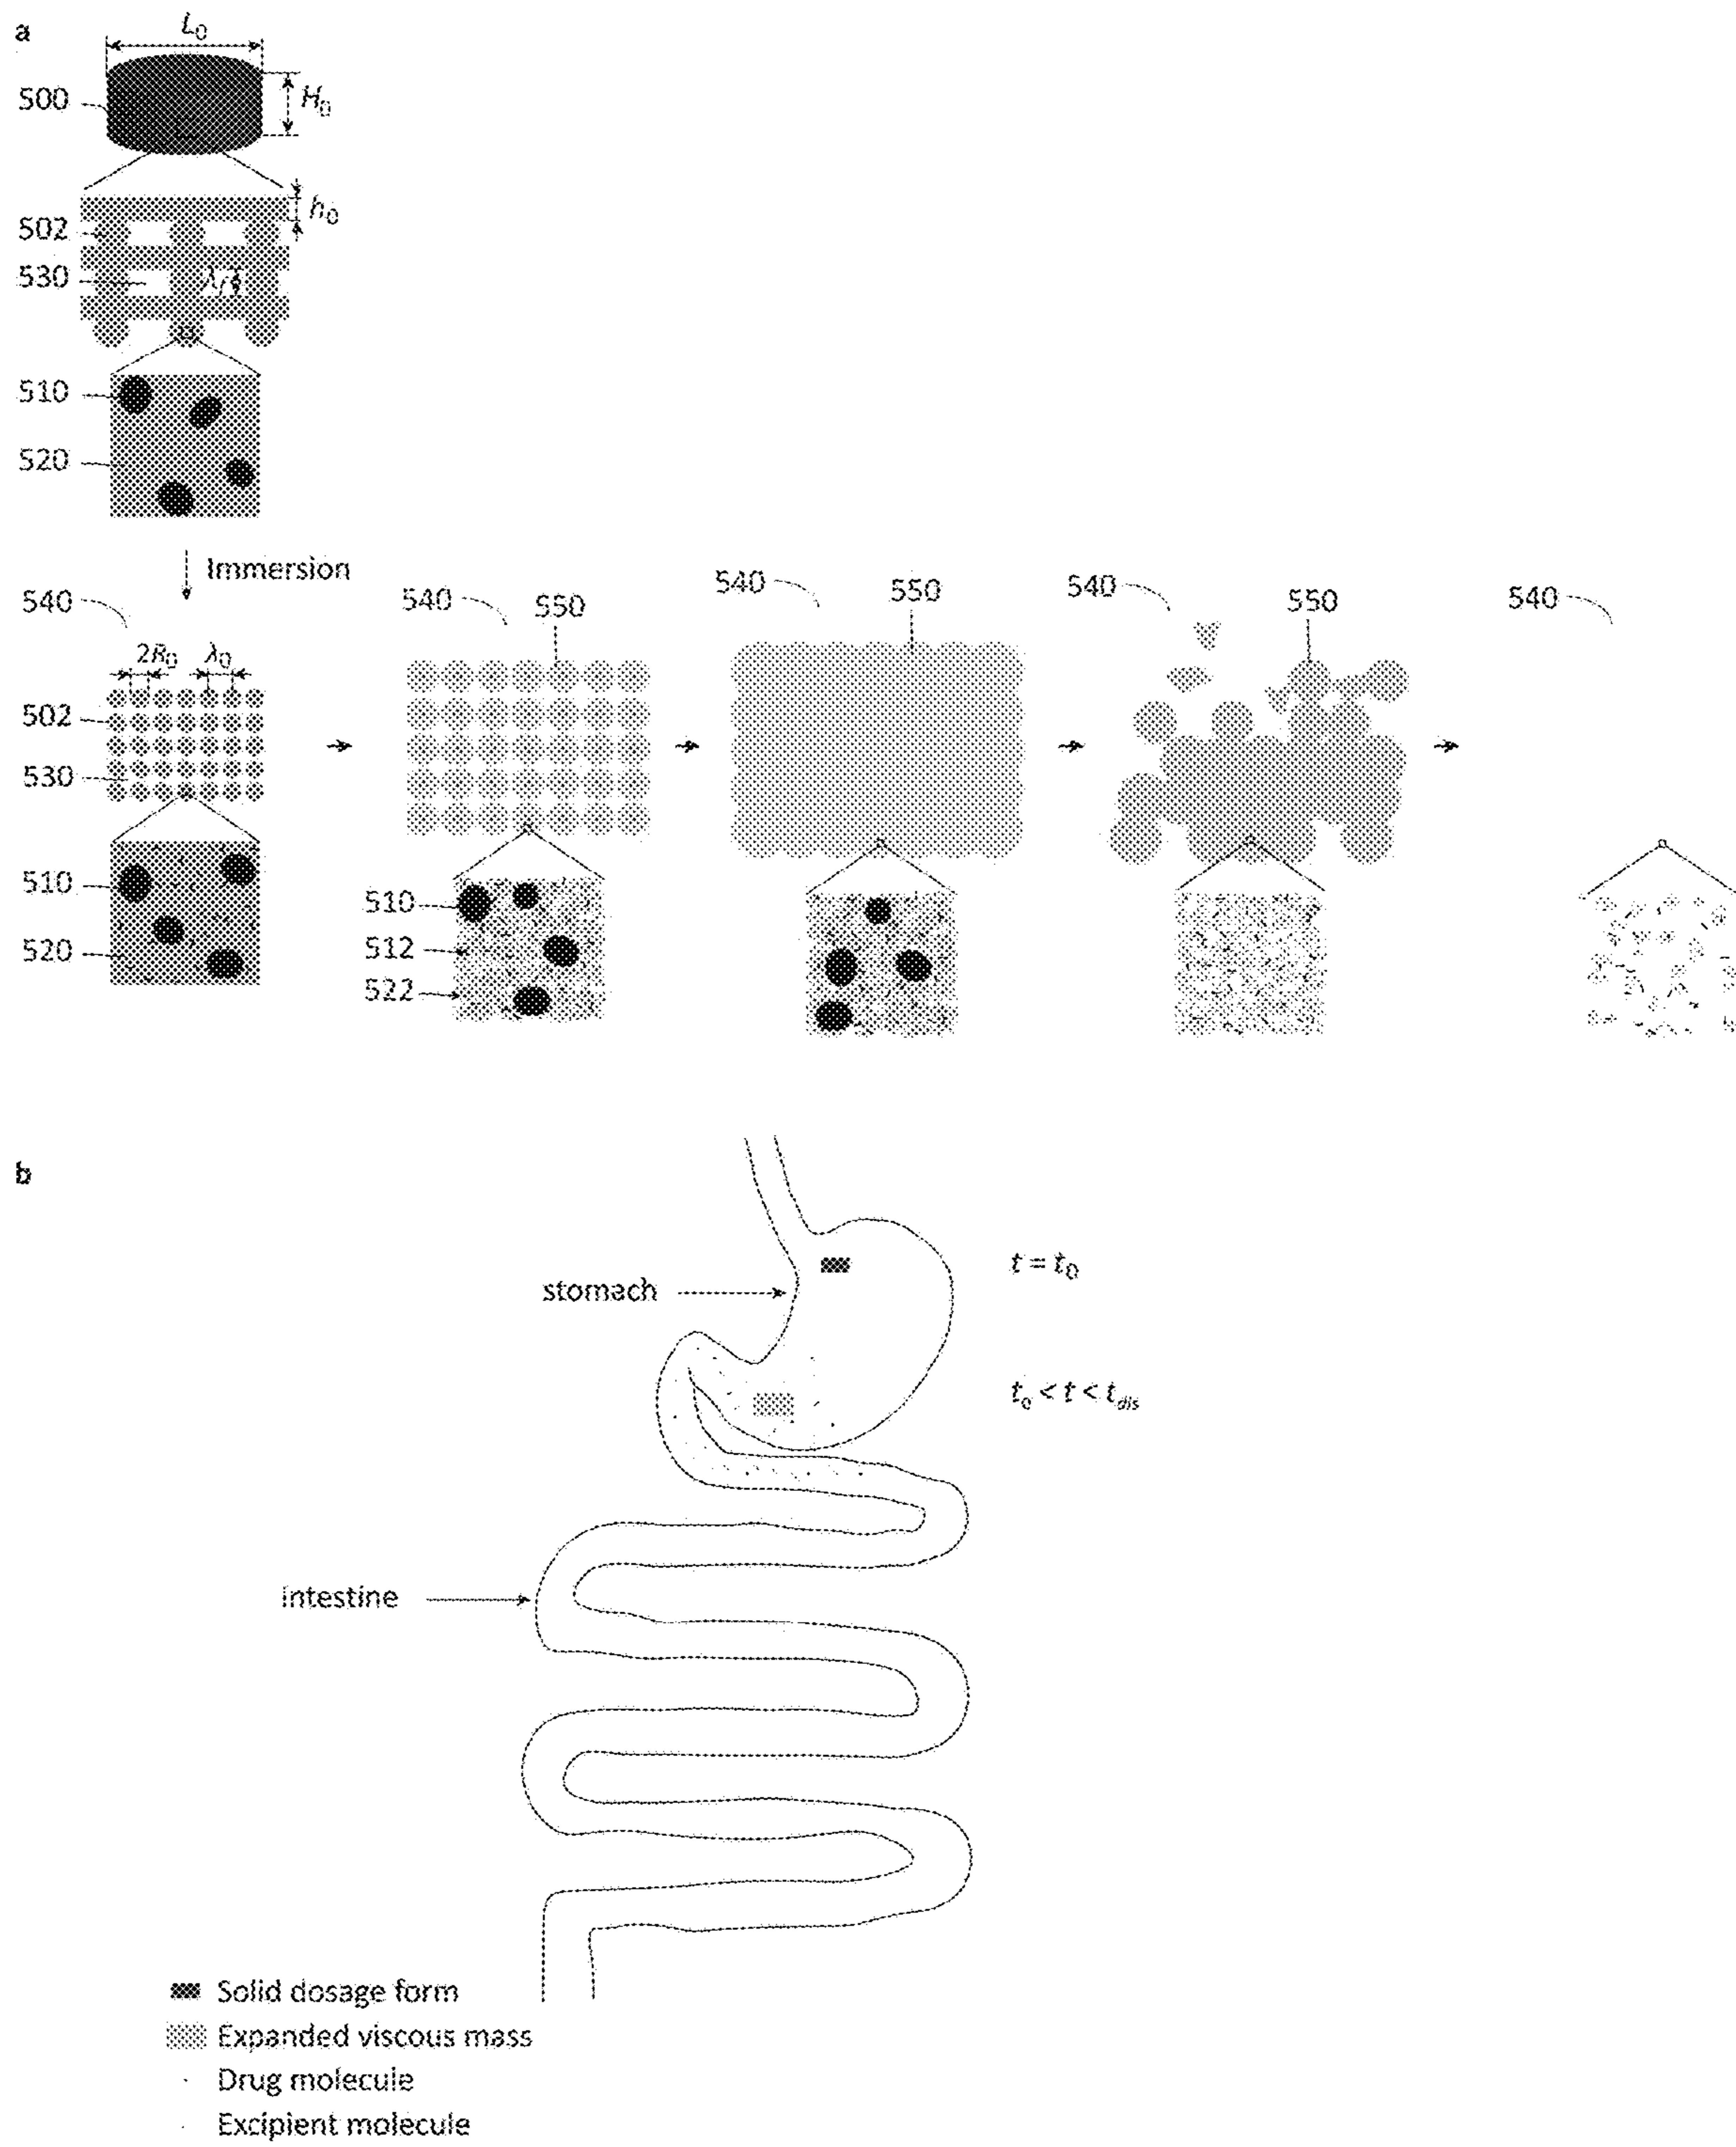 a
L0
500
H0
h0
502
530
λf
510
520
Immersion
540
540
550
540
550
540
550
540
2R0
λ0
502
530
510
520
510
512
522
b
t = t0
stomach
t0 < t < tdis
intestine
Solid dosage form
Expanded viscous mass
Drug molecule
Excipient molecule